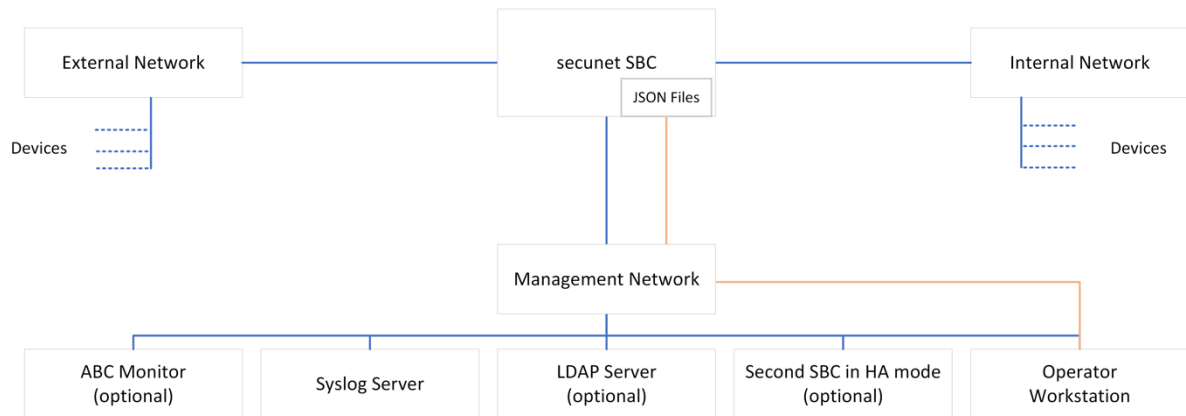 External Network
secunet SBC
Internal Network
JSON Files
Devices
Devices
Management Network
ABC Monitor
(optional)
Syslog Server
LDAP Server
(optional)
Second SBC in HA mode
(optional)
Operator
Workstation